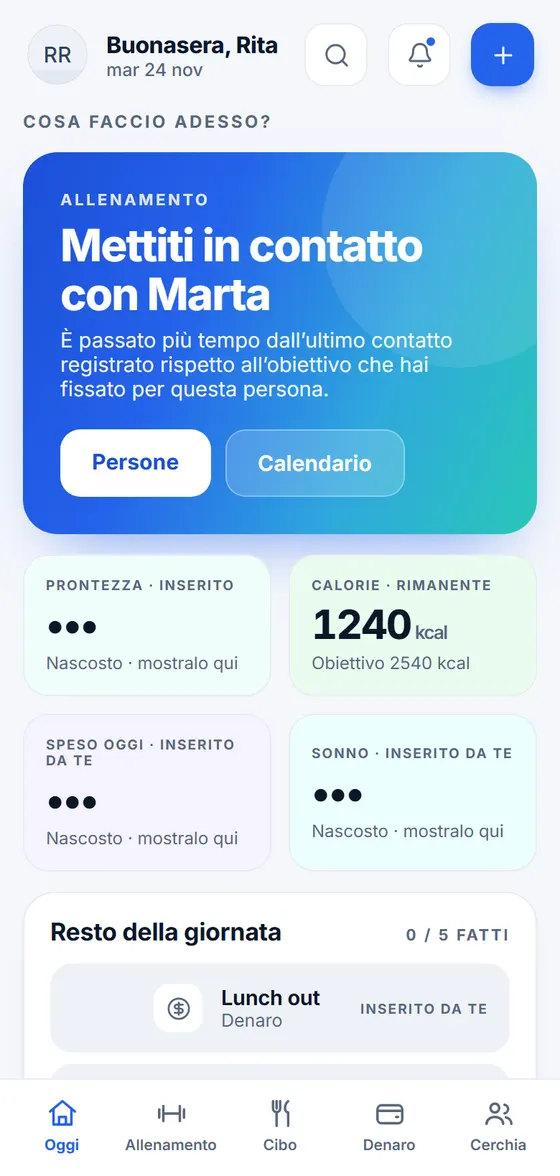 RR
Buonasera, Rita
mar 24 nov
COSA FACCIO ADESSO?
ALLENAMENTO
Mettiti in contatto
con Marta
È passato più tempo dall’ultimo contatto
registrato rispetto all’obiettivo che hai
fissato per questa persona.
Persone
Calendario
PRONTEZZA · INSERITO
•••
Nascosto · mostralo qui
CALORIE · RIMANENTE
1240 kcal
Obiettivo 2540 kcal
SPESO OGGI · INSERITO
DA TE
•••
Nascosto · mostralo qui
SONNO · INSERITO DA TE
•••
Nascosto · mostralo qui
Resto della giornata
0 / 5 FATTI
Lunch out
Denaro
INSERITO DA TE
Oggi
Allenamento
Cibo
Denaro
Cerchia